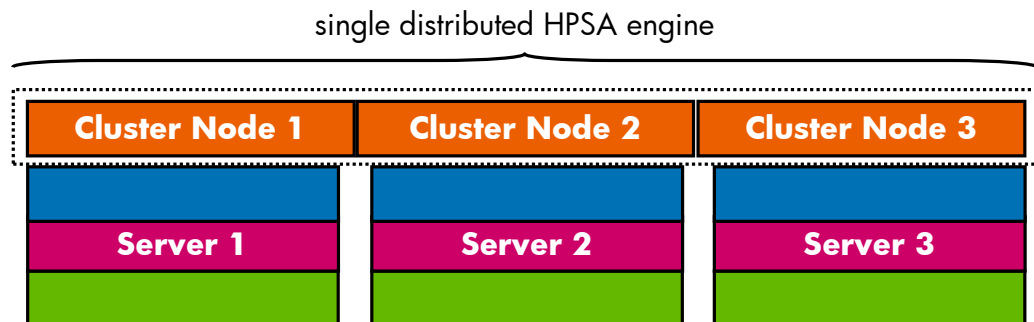 single distributed HPSA engine
Cluster Node 1 Cluster Node 2 Cluster Node 3
Server 1 Server 2 Server 3